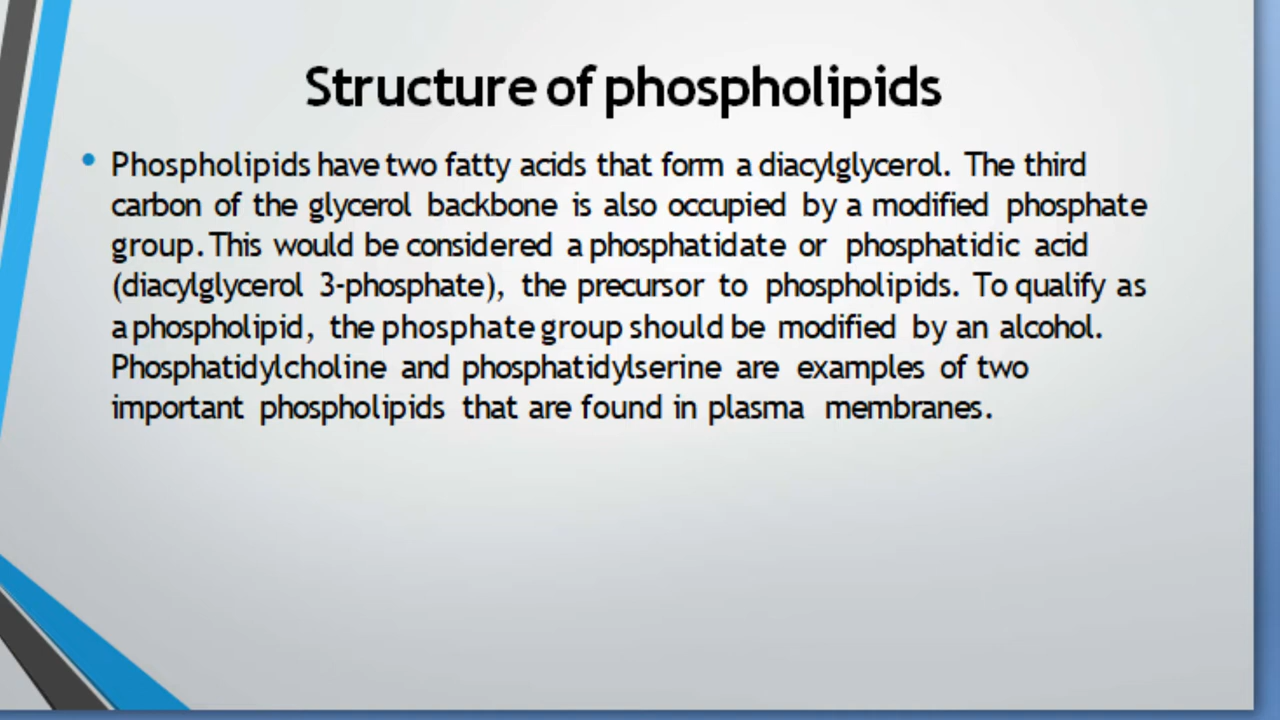 Structure of phospholipids
• Phospholipids have two fatty acids that form a diacylglycerol. The third
carbon of the glycerol backbone is also occupied by a modified phosphate
group. This would be considered a phosphatidate or phosphatidic acid
(diacylglycerol 3-phosphate), the precursor to phospholipids. To qualify as
a phospholipid, the phosphate group should be modified by an alcohol.
Phosphatidylcholine and phosphatidylserine are examples of two
important phospholipids that are found in plasma membranes.